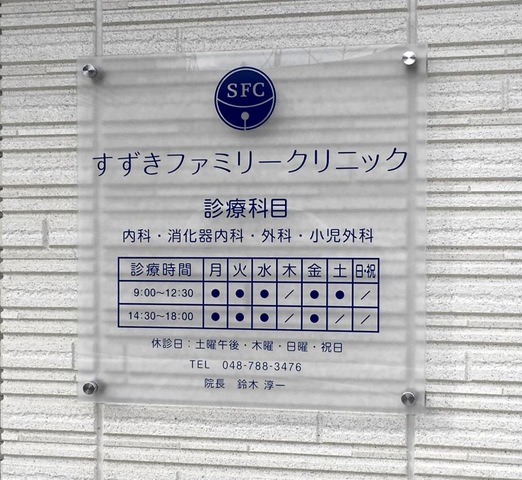 SFC
すずきファミリークリニック
診療科目
内科・消化器内科・外科・小児外科
診療時間 月 火 水 木 金 土 日・祝
9:00～12:30 ● ● ● ／ ● ● ／
14:30～18:00 ● ● ● ／ ● ／ ／
休診日：土曜午後・木曜・日曜・祝日
TEL 048-788-3476
院長 鈴木 淳一